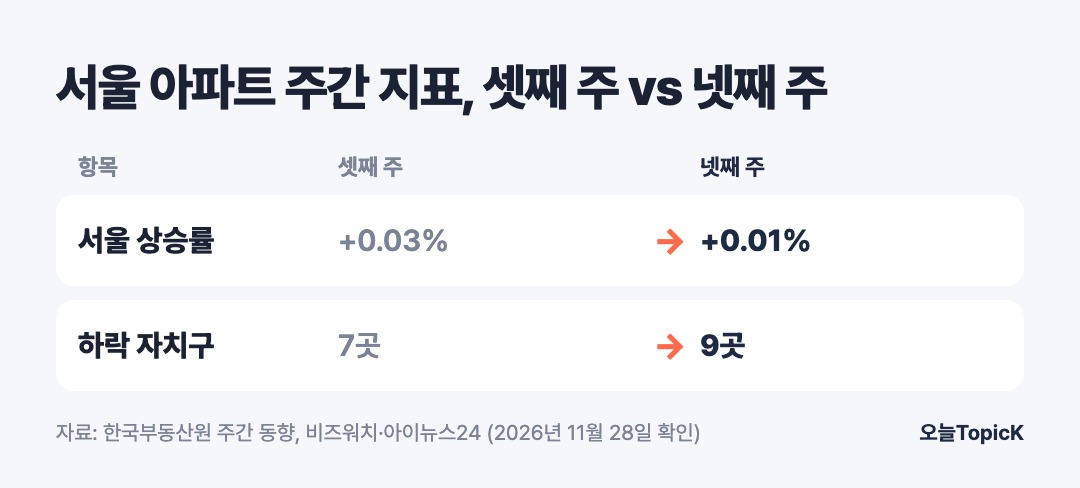 서울 아파트 주간 지표, 셋째 주 vs 넷째 주
항목 셋째 주 넷째 주
서울 상승률 +0.03% → +0.01%
하락 자치구 7곳 → 9곳
자료: 한국부동산원 주간 동향, 비즈워치·아이뉴스24 (2026년 11월 28일 확인) 오늘TopicK